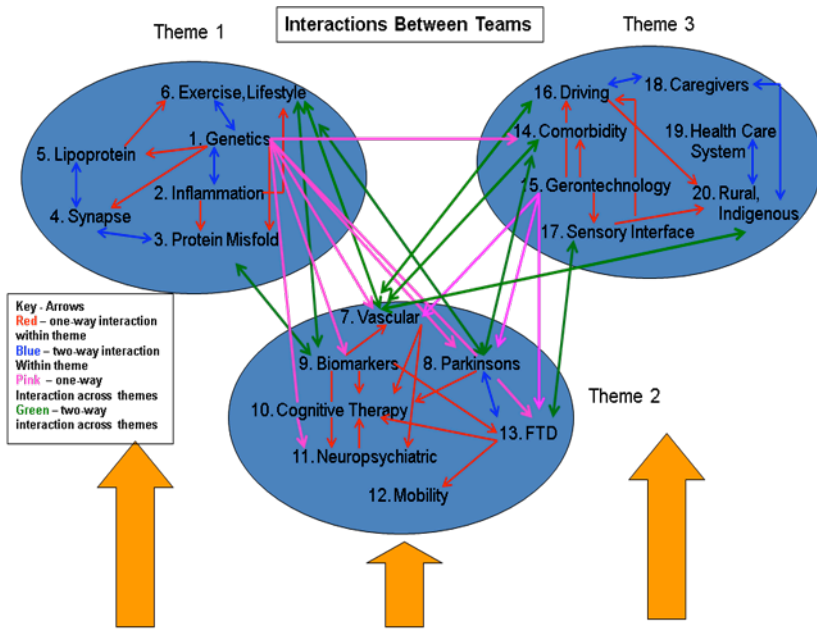 Interactions Between Teams
Theme 1
6. Exercise, Lifestyle
1. Genetics
5. Lipoprotein
2. Inflammation
4. Synapse
3. Protein Misfold
Theme 3
16. Driving
18. Caregivers
14. Comorbidity
19. Health Care
System
15. Gerontechnology
20. Rural,
Indigenous
17. Sensory Interface
Key - Arrows
Red – one-way interaction
within theme
Blue – two-way interaction
Within theme
Pink – one-way
Interaction across themes
Green – two-way
interaction across themes
7. Vascular
9. Biomarkers
8. Parkinsons
10. Cognitive Therapy
13. FTD
11. Neuropsychiatric
12. Mobility
Theme 2